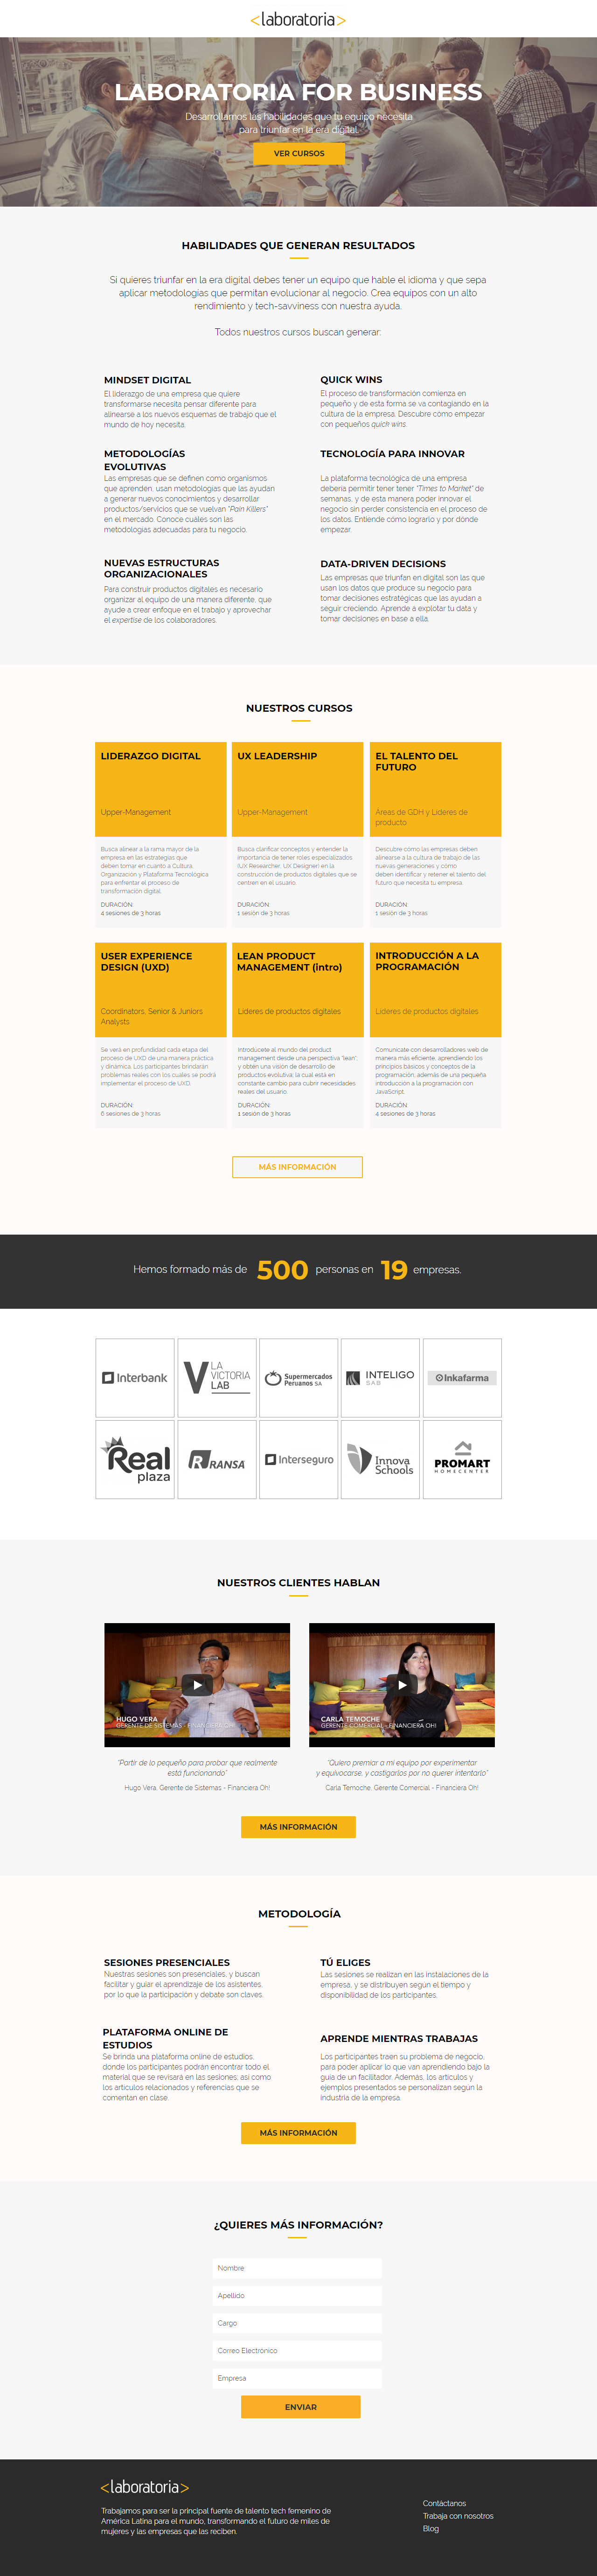 <laboratoria>
LABORATORIA FOR BUSINESS
Desarrollamos las habilidades que tu equipo necesita
para triunfar en la era digital.
VER CURSOS
HABILIDADES QUE GENERAN RESULTADOS
Si quieres triunfar en la era digital debes tener un equipo que hable el idioma y que sepa
aplicar metodologías que permitan evolucionar al negocio. Crea equipos con un alto
rendimiento y tech-savviness con nuestra ayuda.
Todos nuestros cursos buscan generar:
MINDSET DIGITAL
El liderazgo de una empresa que quiere
transformarse necesita pensar diferente para
alinearse a los nuevos esquemas de trabajo que el
mundo de hoy necesita.
QUICK WINS
El proceso de transformación comienza en
pequeño y de esta forma se va contagiando en la
cultura de la empresa. Descubre cómo empezar
con pequeños quick wins.
METODOLOGÍAS
EVOLUTIVAS
Las empresas que se definen como organismos
que aprenden, usan metodologías que las ayudan
a generar nuevos conocimientos y desarrollar
productos/servicios que se vuelvan "Pain Killers"
en el mercado. Conoce cuáles son las
metodologías adecuadas para tu negocio.
TECNOLOGÍA PARA INNOVAR
La plataforma tecnológica de una empresa
debería permitir tener tener "Times to Market" de
semanas, y de esta manera poder innovar el
negocio sin perder consistencia en el proceso de
los datos. Entiende cómo lograrlo y por dónde
empezar.
NUEVAS ESTRUCTURAS
ORGANIZACIONALES
Para construir productos digitales es necesario
organizar al equipo de una manera diferente, que
ayude a crear enfoque en el trabajo y aprovechar
el expertise de los colaboradores.
DATA-DRIVEN DECISIONS
Las empresas que triunfan en digital son las que
usan los datos que produce su negocio para
tomar decisiones estratégicas que las ayudan a
seguir creciendo. Aprende a explotar tu data y
tomar decisiones en base a ella.
NUESTROS CURSOS
LIDERAZGO DIGITAL
Upper-Management
Busca alinear a la rama mayor de la
empresa en las estrategias que
deben tomar en cuanto a Cultura,
Organización y Plataforma Tecnológica,
para enfrentar el proceso de
transformación digital.
DURACIÓN:
4 sesiones de 3 horas
UX LEADERSHIP
Upper-Management
Busca clarificar conceptos y entender la
importancia de tener roles especializados
(UX Researcher, UX Designer) en la
construcción de productos digitales que se
centren en el usuario.
DURACIÓN:
1 sesión de 3 horas
EL TALENTO DEL
FUTURO
Áreas de GDH y Líderes de
producto
Descubre cómo las empresas deben
alinearse a la cultura de trabajo de las
nuevas generaciones y cómo
deben identificar y retener el talento del
futuro que necesita tu empresa.
DURACIÓN:
1 sesión de 3 horas
USER EXPERIENCE
DESIGN (UXD)
Coordinators, Senior & Juniors
Analysts
Se verá en profundidad cada etapa del
proceso de UXD de una manera práctica
y dinámica. Los participantes brindarán
problemas reales con los cuales se podrá
implementar el proceso de UXD.
DURACIÓN:
6 sesiones de 3 horas
LEAN PRODUCT
MANAGEMENT (intro)
Líderes de productos digitales
Introdúcete al mundo del product
management desde una perspectiva "lean",
y obtén una visión de desarrollo de
productos evolutiva, la cual está en
constante cambio para cubrir necesidades
reales del usuario.
DURACIÓN:
1 sesión de 3 horas
INTRODUCCIÓN A LA
PROGRAMACIÓN
Líderes de productos digitales
Comunícate con desarrolladores web de
manera más eficiente, aprendiendo los
principios básicos y conceptos de la
programación, además de una pequeña
introducción a la programación con
JavaScript.
DURACIÓN:
4 sesiones de 3 horas
MÁS INFORMACIÓN
Hemos formado más de 500 personas en 19 empresas.
Interbank
LA
VICTORIA
LAB
Supermercados
Peruanos SA
INTELIGO
SAB
Inkafarma
Real
plaza
RANSA
Interseguro
Innova
Schools
PROMART
HOMECENTER
NUESTROS CLIENTES HABLAN
HUGO VERA
GERENTE DE SISTEMAS - FINANCIERA OH!
CARLA TEMOCHE
GERENTE COMERCIAL - FINANCIERA OH!
"Partir de lo pequeño para probar que realmente
está funcionando"
Hugo Vera, Gerente de Sistemas - Financiera Oh!
"Quiero premiar a mi equipo por experimentar
y equivocarse, y castigarlos por no querer intentarlo"
Carla Temoche, Gerente Comercial - Financiera Oh!
MÁS INFORMACIÓN
METODOLOGÍA
SESIONES PRESENCIALES
Nuestras sesiones son presenciales, y buscan
facilitar y guiar el aprendizaje de los asistentes,
por lo que la participación y debate son claves.
TÚ ELIGES
Las sesiones se realizan en las instalaciones de la
empresa, y se distribuyen según el tiempo y
disponibilidad de los participantes.
PLATAFORMA ONLINE DE
ESTUDIOS
Se brinda una plataforma online de estudios,
donde los participantes podrán encontrar todo el
material que se revisará en las sesiones; así como
los artículos relacionados y referencias que se
comentan en clase.
APRENDE MIENTRAS TRABAJAS
Los participantes traen su problema de negocio,
para poder aplicar lo que van aprendiendo bajo la
guía de un facilitador. Además, los artículos y
ejemplos presentados se personalizan según la
industria de la empresa.
MÁS INFORMACIÓN
¿QUIERES MÁS INFORMACIÓN?
Nombre
Apellido
Cargo
Correo Electrónico
Empresa
ENVIAR
<laboratoria>
Trabajamos para ser la principal fuente de talento tech femenino de
América Latina para el mundo, transformando el futuro de miles de
mujeres y las empresas que las reciben.
Contáctanos
Trabaja con nosotros
Blog